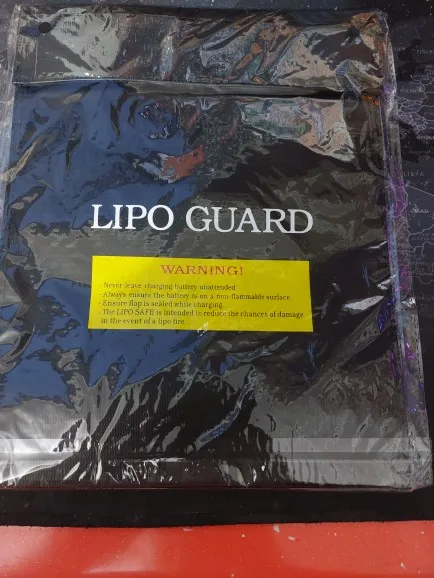 LIPO GUARD
WARNING!
- Never leave charging battery unattended
- Always ensure the battery is on a non-flammable surface
- Ensure flap is sealed while charging.
- The LIPO SAFE is intended to reduce the chances of damage
in the event of a lipo fire.